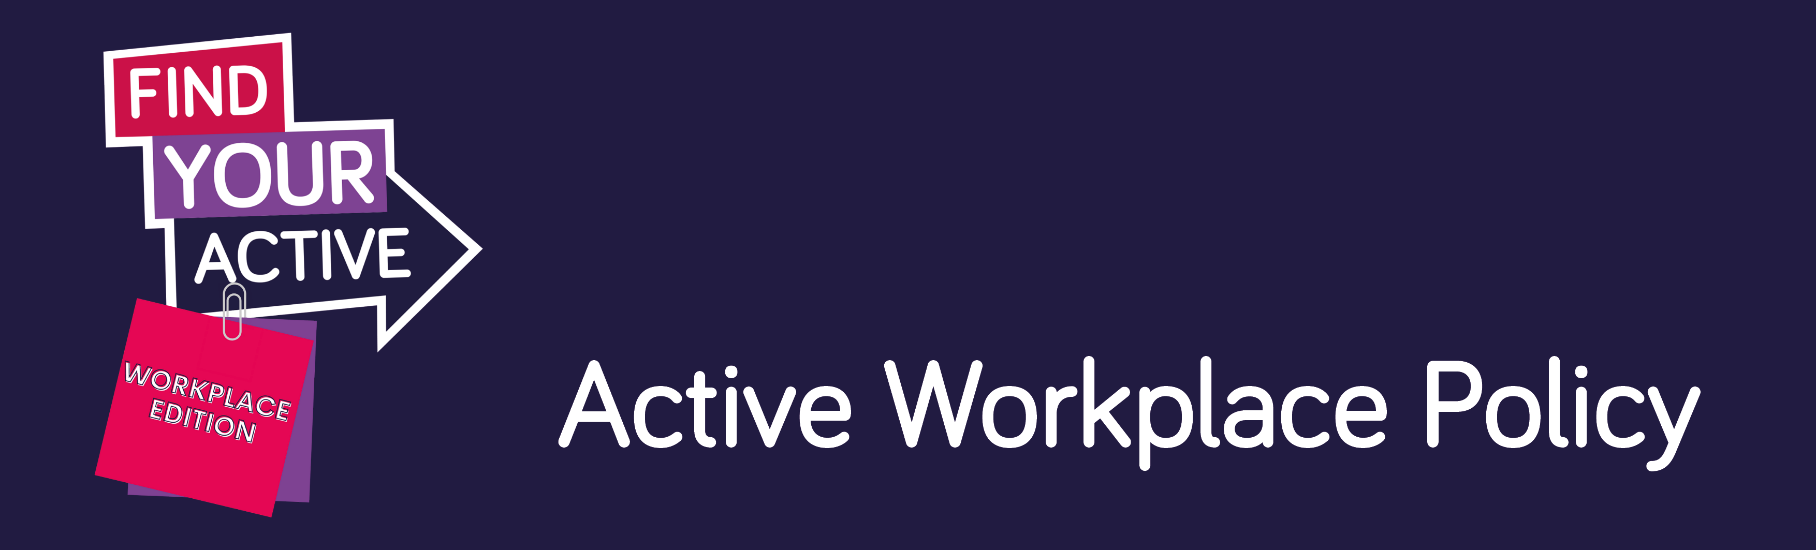 FIND
YOUR
ACTIVE
WORKPLACE
EDITION
Active Workplace Policy